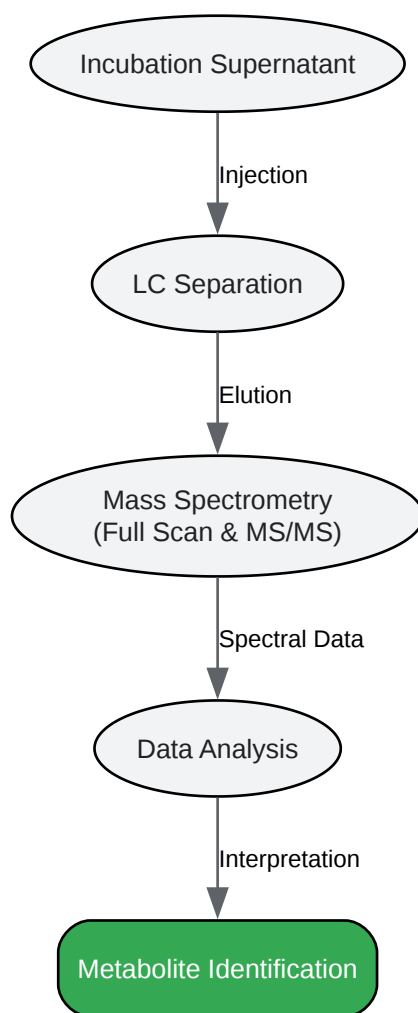 Incubation Supernatant
Injection
LC Separation
Elution
Mass Spectrometry
(Full Scan & MS/MS)
Spectral Data
Data Analysis
Interpretation
Metabolite Identification